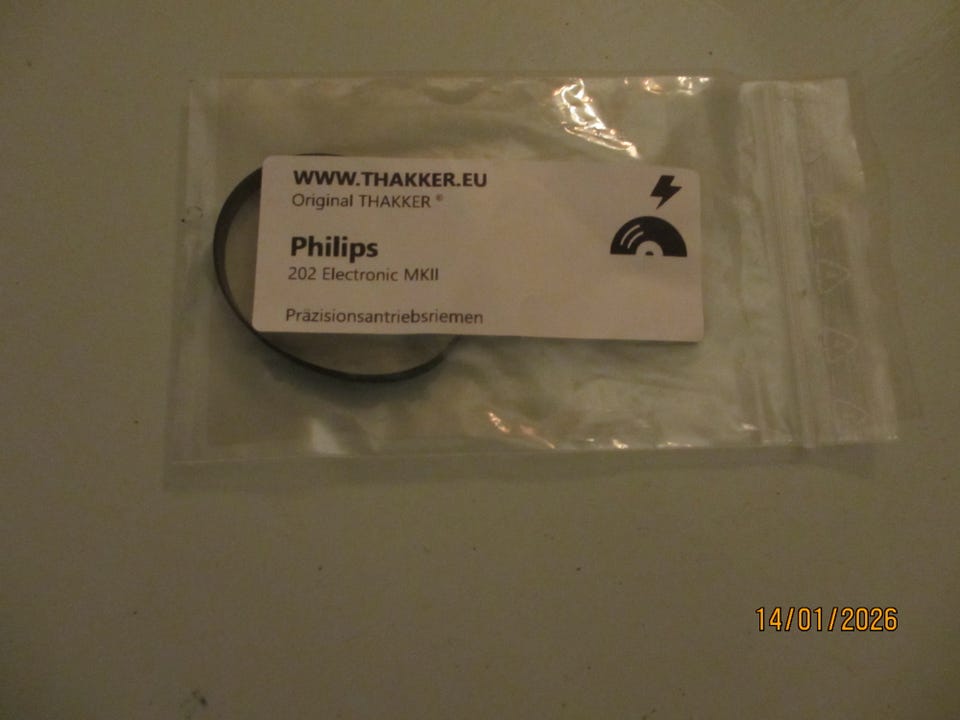 WWW.THAKKER.EU
Original THAKKER ®
Philips
202 Electronic MKII
Präzisionsantriebsriemen
14/01/2026